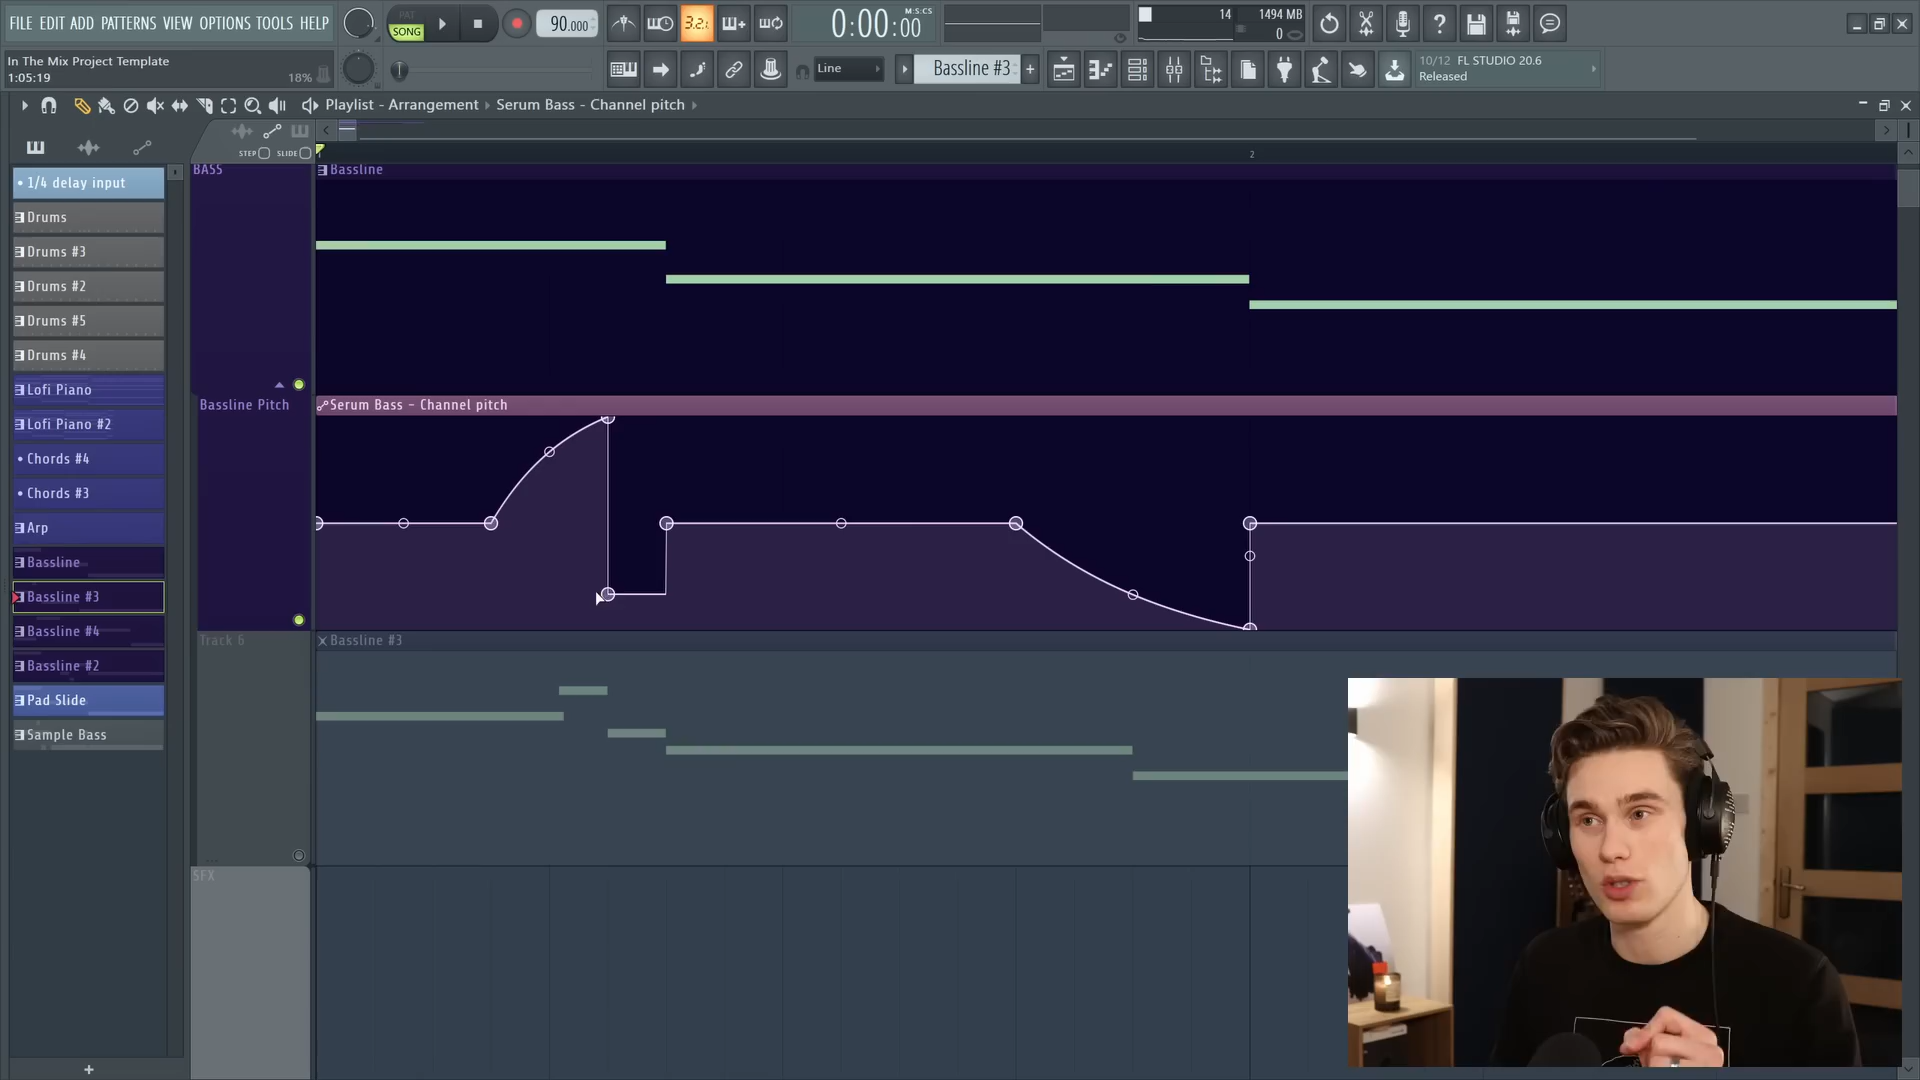 FILE EDIT ADD PATTERNS VIEW OPTIONS TOOLS HELP
PAT
SONG
90.000
3.2.
0:00:00
M:S:CS
14
1494 MB
0
In The Mix Project Template
1:05:19
18%
Line
Bassline #3
+
10/12 FL STUDIO 20.6
Released
Playlist - Arrangement
Serum Bass - Channel pitch
STEP
SLIDE
2
1/4 delay input
Drums
Drums #3
Drums #2
Drums #5
Drums #4
Lofi Piano
Lofi Piano #2
Chords #4
Chords #3
Arp
Bassline
Bassline #3
Bassline #4
Bassline #2
Pad Slide
Sample Bass
+
BASS
Bassline
Bassline Pitch
Serum Bass - Channel pitch
Track 6
Bassline #3
SFX